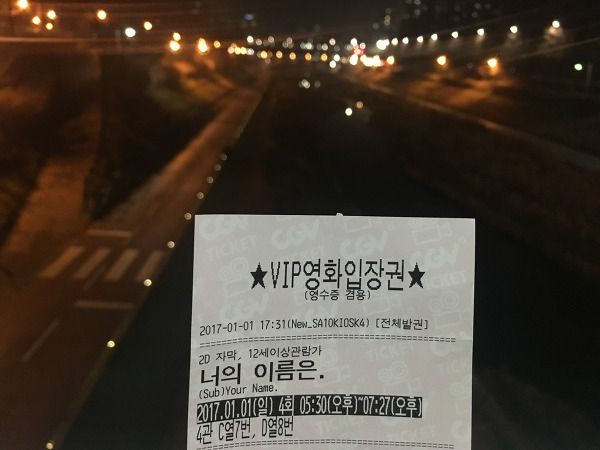 ★VIP영화입장권★
(영수증 겸용)
2017-01-01 17:31(New_SA10KIOSK4) [전체발권]
2D 자막, 12세이상관람가
너의 이름은.
(Sub)Your Name.
2017.01.01(일) 4회 05:30(오후)~07:27(오후)
4관 C열7번, D열8번
CGV
TICKET